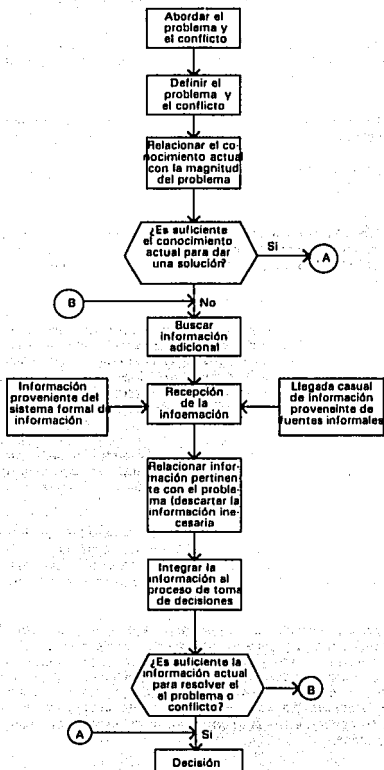 Abordar el
problema y
el conflicto
Definir el
problema y
el conflicto
Relacionar el co-
nocimiento actual
con la magnitud
del problema
¿Es suficiente
el conocimiento
actual para dar
una solución?
Si
A
B
No
Buscar
información
adicional
Información
proveniente del
sistema formal de
información
Recepción
de la
infoemación
Llegada casual
de información
proveneinte de
fuentes informales
Relacionar infor-
mación pertinen-
te con el proble-
ma (descartar la
información ine-
cesaria
Integrar la
información al
proceso de toma
de decisiones
¿Es suficiente la
información actual
para resolver el
el problema o
conflicto?
B
A
Si
Decisión